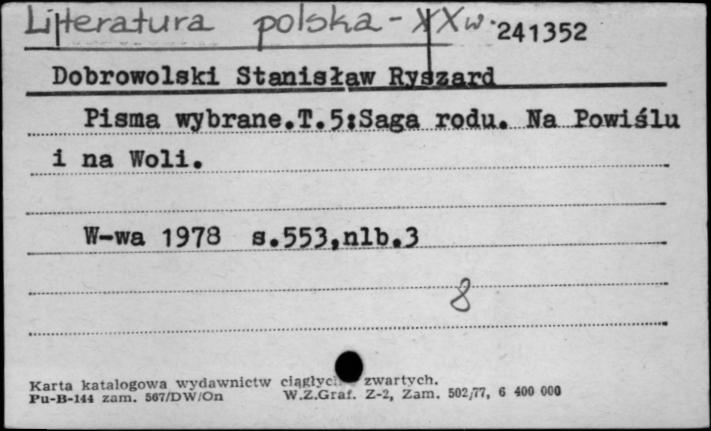 Literatura polska - XX w. 241352
Dobrowolski Stanisław Ryszard
Pisma wybrane.T.5:Saga rodu. Na Powiślu
i na Woli.
W-wa 1978 s.553,nlb.3
8
Karta katalogowa wydawnictw ciągłyc zwartych.
Pu-B-144 zam. 567/DW/On W.Z.Graf. Z-2, Zam. 502/77, 6 400 000